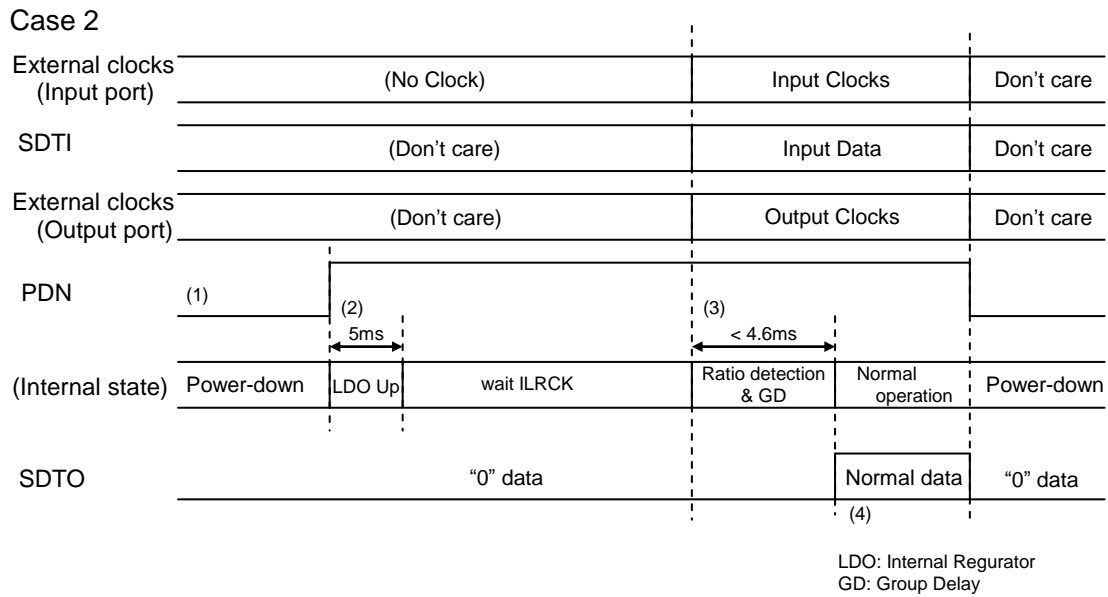 Case 2
External clocks
(Input port)
(No Clock)
Input Clocks
Don't care
SDTI
(Don't care)
Input Data
Don't care
External clocks
(Output port)
(Don't care)
Output Clocks
Don't care
PDN
(1)
(2)
(3)
5ms
< 4.6ms
(Internal state)
Power-down
LDO Up
wait ILRCK
Ratio detection
& GD
Normal
operation
Power-down
SDTO
“0” data
Normal data
“0” data
(4)
LDO: Internal Regurator
GD: Group Delay